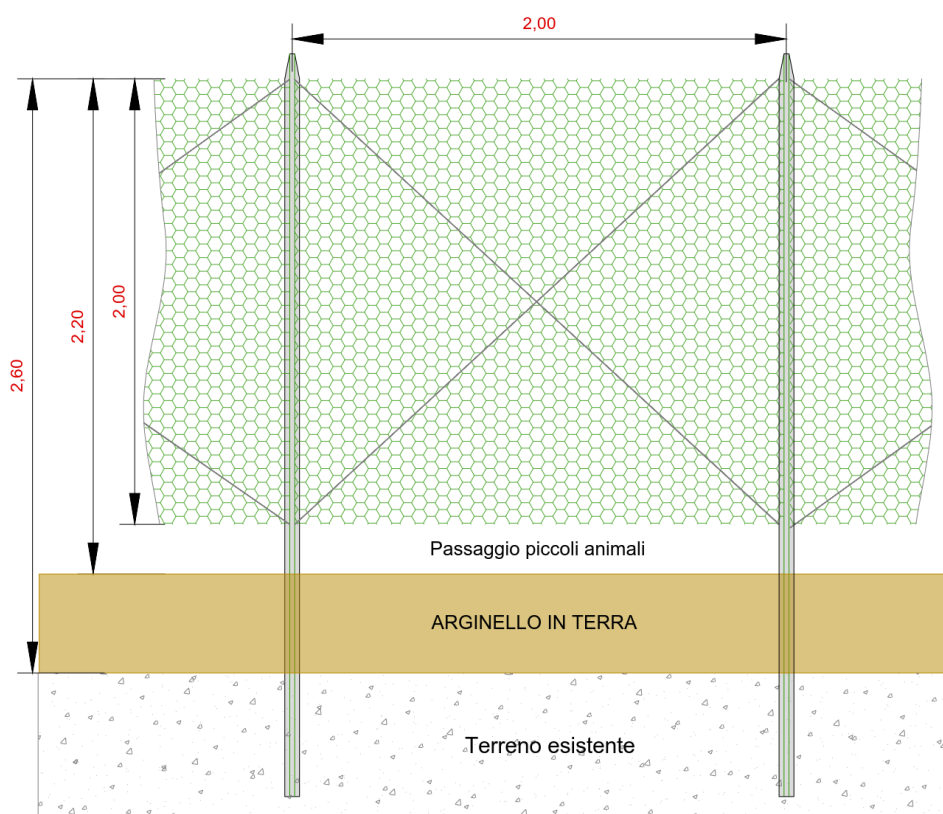 2,00
2,00
2,20
2,60
Passaggio piccoli animali
ARGINELLO IN TERRA
Terreno esistente